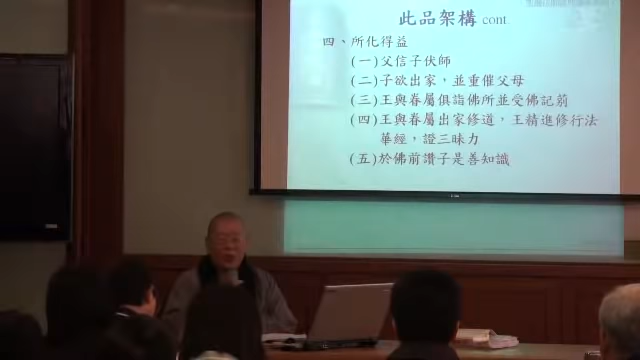 此品架構 cont.
四、所化得益
(一)父信子伏師
(二)子欲出家，並重催父母
(三)王與眷屬俱詣佛所並受佛記莂
(四)王與眷屬出家修道，王精進修行法
華經，證三昧力
(五)於佛前讚子是善知識